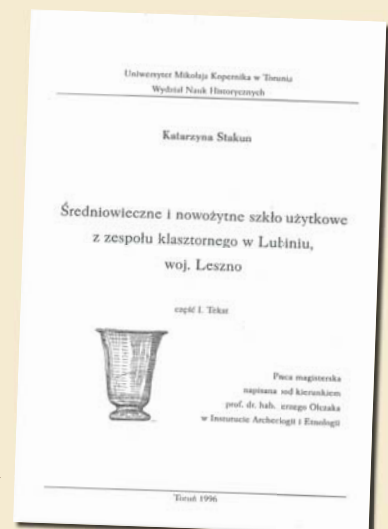 Uniwersytet Mikołaja Kopernika w Toruniu
Wydział Nauk Historycznych
Katarzyna Stakun
Średniowieczne i nowożytne szkło użytkowe
z zespołu klasztornego w Lubiniu,
woj. Leszno
część I. Tekst
Praca magisterska
napisana pod kierunkiem
prof. dr. hab. erzego Olczaka
w Instytucie Archeologii i Etnologii
Toruń 1996